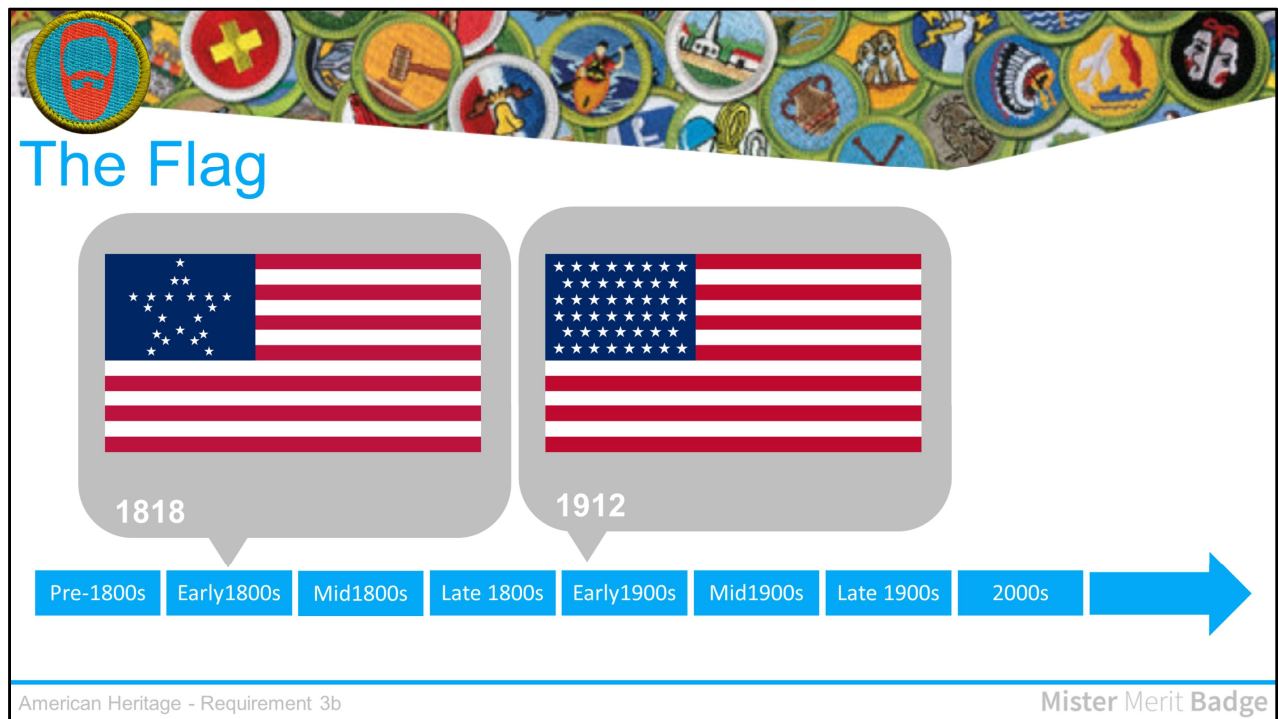 The Flag
1818
1912
Pre-1800s
Early1800s
Mid1800s
Late 1800s
Early1900s
Mid1900s
Late 1900s
2000s
American Heritage - Requirement 3b
Mister Merit Badge